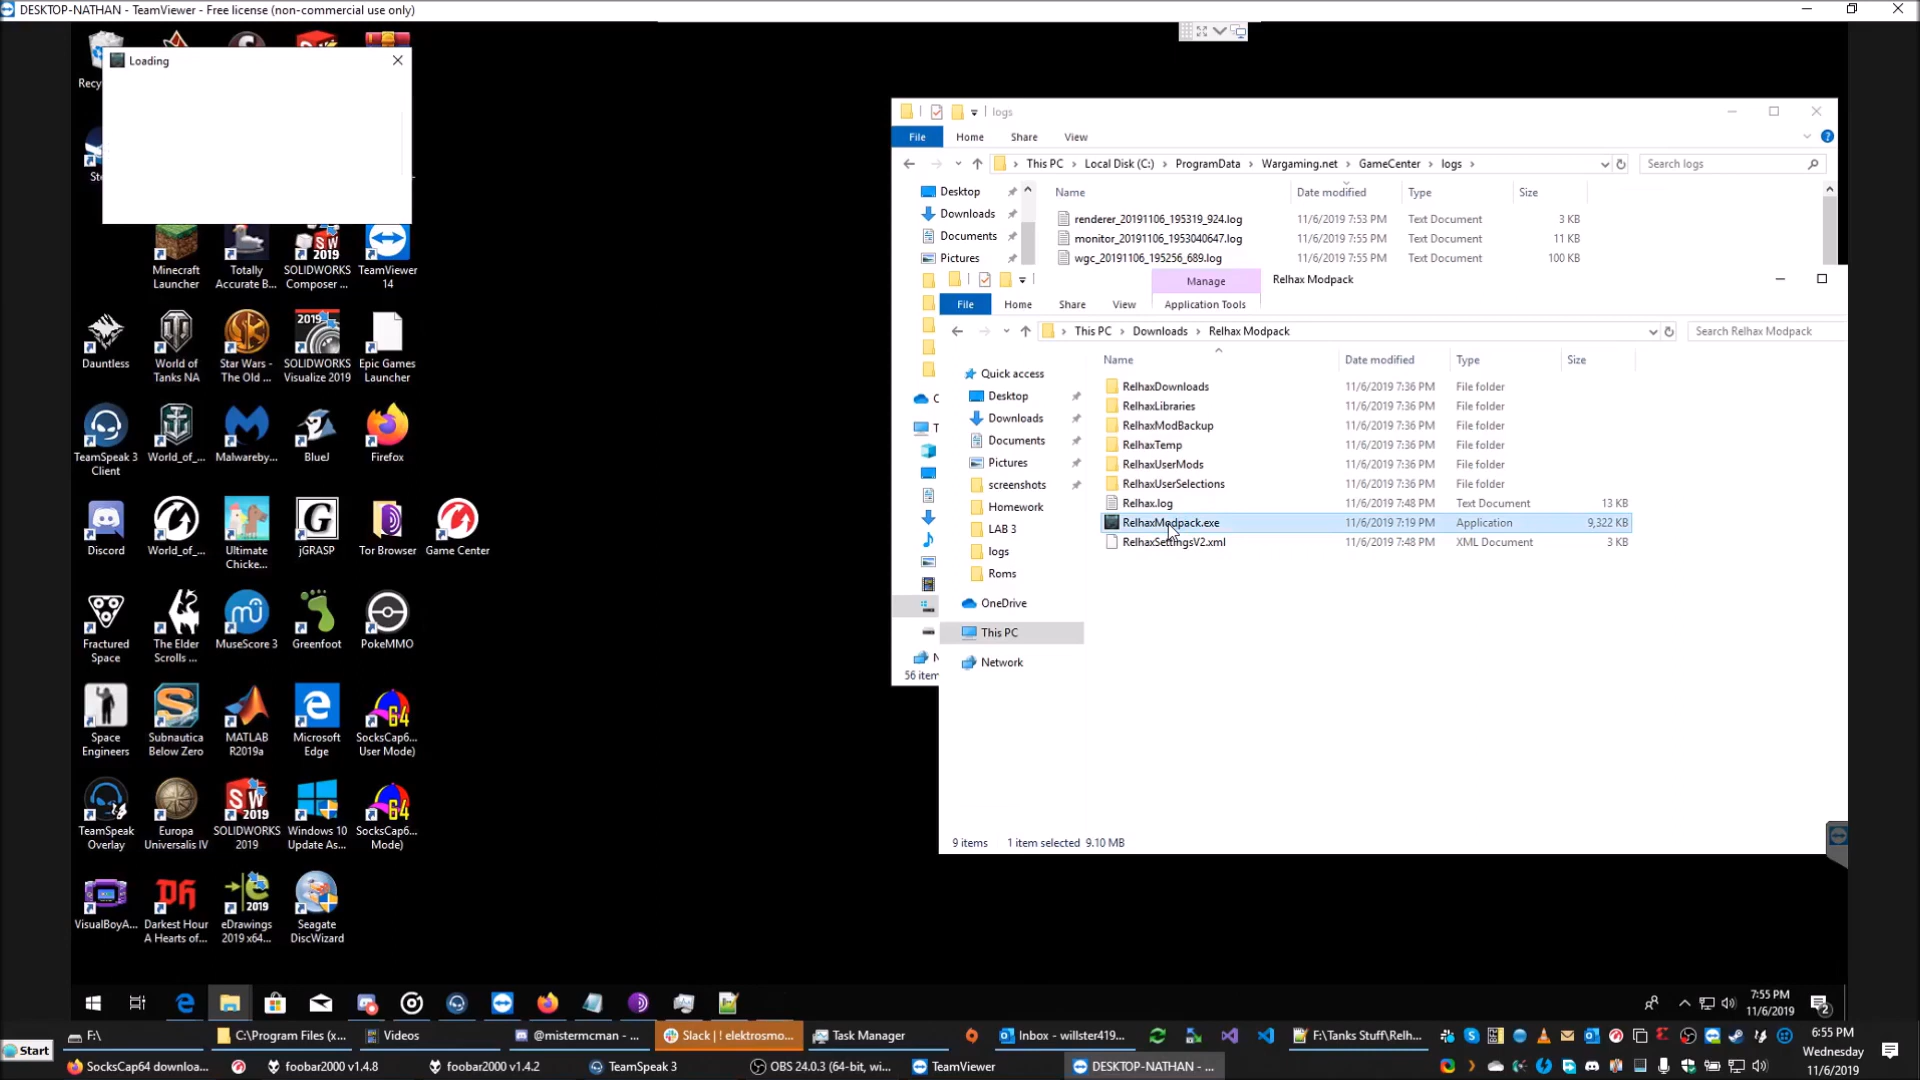 DESKTOP-NATHAN - TeamViewer - Free license (non-commercial use only)
Loading
Recy
Ste
Minecraft
Launcher
Totally
Accurate B...
SOLIDWORKS
Composer ...
TeamViewer
14
Dauntless
World of
Tanks NA
Star Wars -
The Old ...
SOLIDWORKS
Visualize 2019
Epic Games
Launcher
TeamSpeak 3
Client
World_of_...
Malwareby...
BlueJ
Firefox
Discord
World_of_...
Ultimate
Chicke...
jGRASP
Tor Browser
Game Center
Fractured
Space
The Elder
Scrolls ...
MuseScore 3
Greenfoot
PokeMMO
Space
Engineers
Subnautica
Below Zero
MATLAB
R2019a
Microsoft
Edge
SocksCap6...
User Mode)
TeamSpeak
Overlay
Europa
Universalis IV
SOLIDWORKS
2019
Windows 10
Update As...
SocksCap6...
Mode)
VisualBoyA...
Darkest Hour
A Hearts of...
eDrawings
2019 x64...
Seagate
DiscWizard
logs
File Home Share View
This PC > Local Disk (C:) > ProgramData > Wargaming.net > GameCenter > logs >
Search logs
Desktop
Downloads
Documents
Pictures
Name Date modified Type Size
renderer_20191106_195319_924.log 11/6/2019 7:53 PM Text Document 3 KB
monitor_20191106_1953040647.log 11/6/2019 7:55 PM Text Document 11 KB
wgc_20191106_195256_689.log 11/6/2019 7:55 PM Text Document 100 KB
56 item
Manage
Relhax Modpack
File Home Share View Application Tools
This PC > Downloads > Relhax Modpack
Search Relhax Modpack
Quick access
Desktop
Downloads
Documents
Pictures
screenshots
Homework
LAB 3
logs
Roms
OneDrive
This PC
Network
Name Date modified Type Size
RelhaxDownloads 11/6/2019 7:36 PM File folder
RelhaxLibraries 11/6/2019 7:36 PM File folder
RelhaxModBackup 11/6/2019 7:36 PM File folder
RelhaxTemp 11/6/2019 7:36 PM File folder
RelhaxUserMods 11/6/2019 7:36 PM File folder
RelhaxUserSelections 11/6/2019 7:36 PM File folder
Relhax.log 11/6/2019 7:48 PM Text Document 13 KB
RelhaxModpack.exe 11/6/2019 7:19 PM Application 9,322 KB
RelhaxSettingsV2.xml 11/6/2019 7:48 PM XML Document 3 KB
9 items 1 item selected 9.10 MB
7:55 PM
11/6/2019
2
Start
F:\
C:\Program Files (x...
Videos
@mistermcman - ...
Slack | ! elektrosmo...
Task Manager
Inbox - willster419...
F:\Tanks Stuff\Relh...
SocksCap64 downloa...
foobar2000 v1.4.8
foobar2000 v1.4.2
TeamSpeak 3
OBS 24.0.3 (64-bit, wi...
TeamViewer
DESKTOP-NATHAN - ...
6:55 PM
Wednesday
11/6/2019